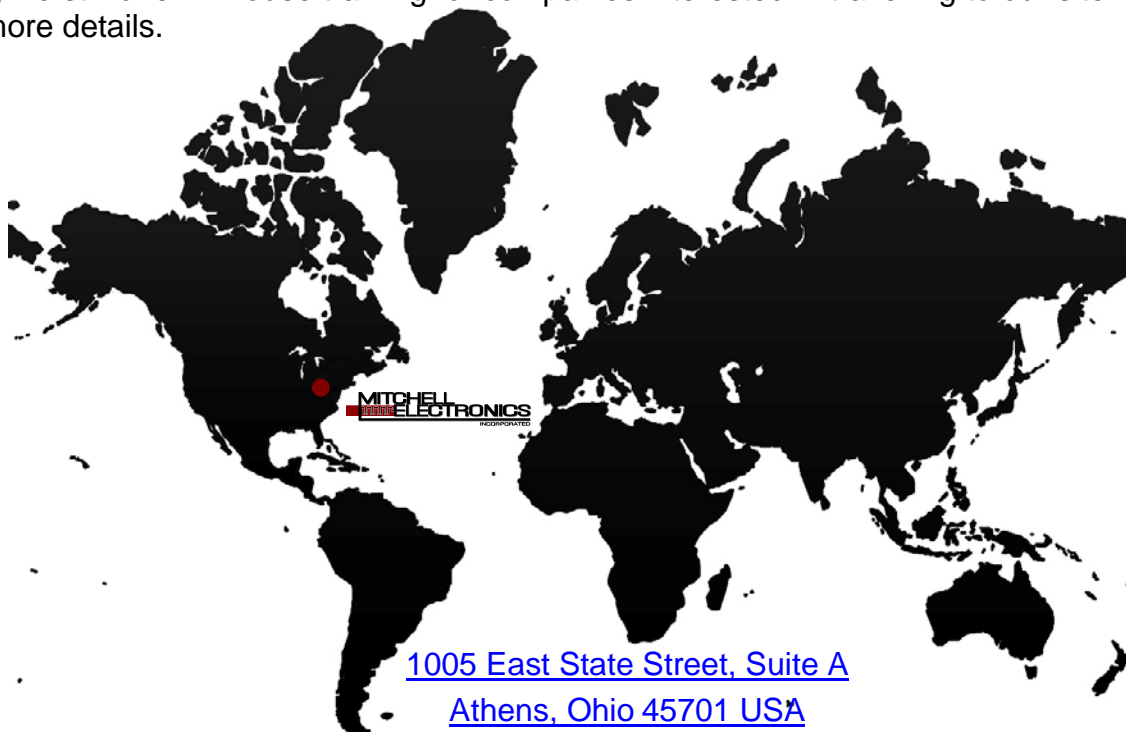 more details.
MITCHELL
ELECTRONICS
INCORPORATED
1005 East State Street, Suite A
Athens, Ohio 45701 USA